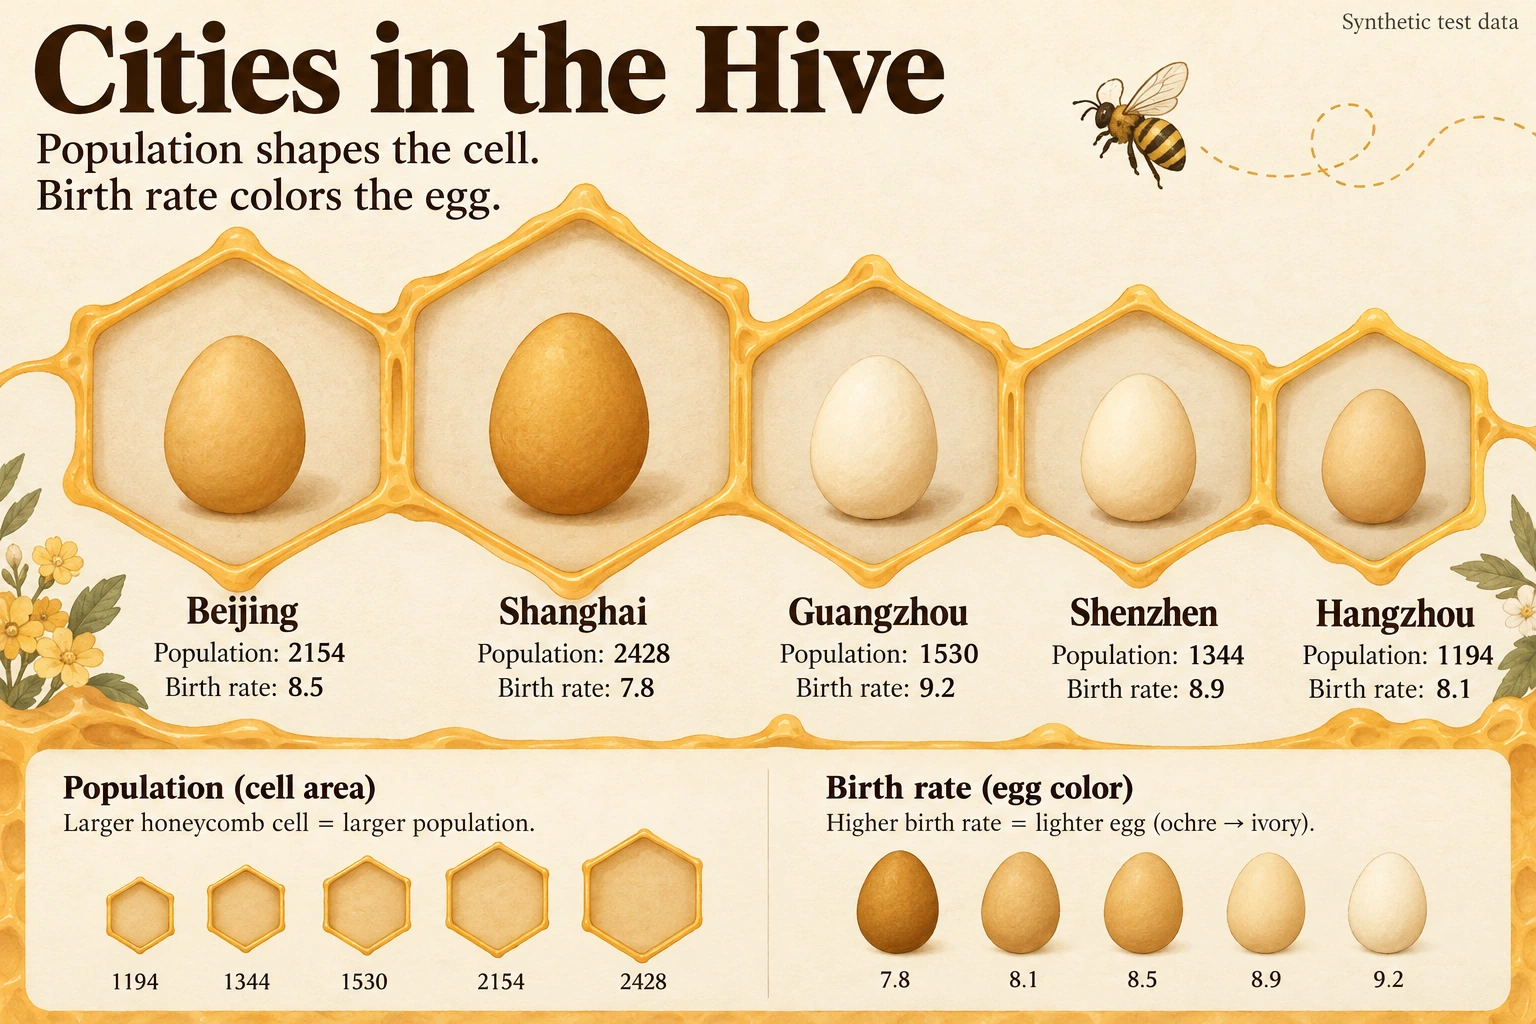 Synthetic test data
Cities in the Hive
Population shapes the cell.
Birth rate colors the egg.
Beijing
Population: 2154
Birth rate: 8.5
Shanghai
Population: 2428
Birth rate: 7.8
Guangzhou
Population: 1530
Birth rate: 9.2
Shenzhen
Population: 1344
Birth rate: 8.9
Hangzhou
Population: 1194
Birth rate: 8.1
Population (cell area)
Larger honeycomb cell = larger population.
1194
1344
1530
2154
2428
Birth rate (egg color)
Higher birth rate = lighter egg (ochre → ivory).
7.8
8.1
8.5
8.9
9.2